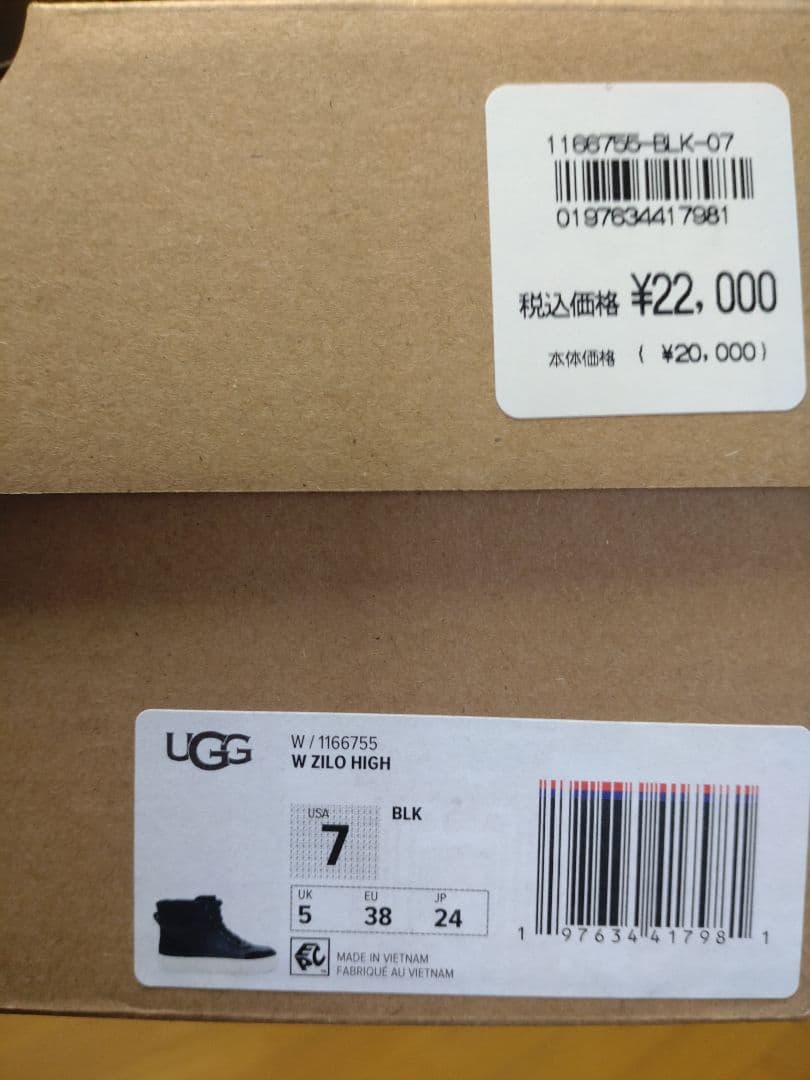 1166755-BLK-07
0197634417981
税込価格 ¥22,000
本体価格 ( ¥20,000)
UGG
W / 1166755
W ZILO HIGH
USA
7
BLK
UK EU JP
5 38 24
MADE IN VIETNAM
FABRIQUÉ AU VIETNAM
1 97634 41798 1